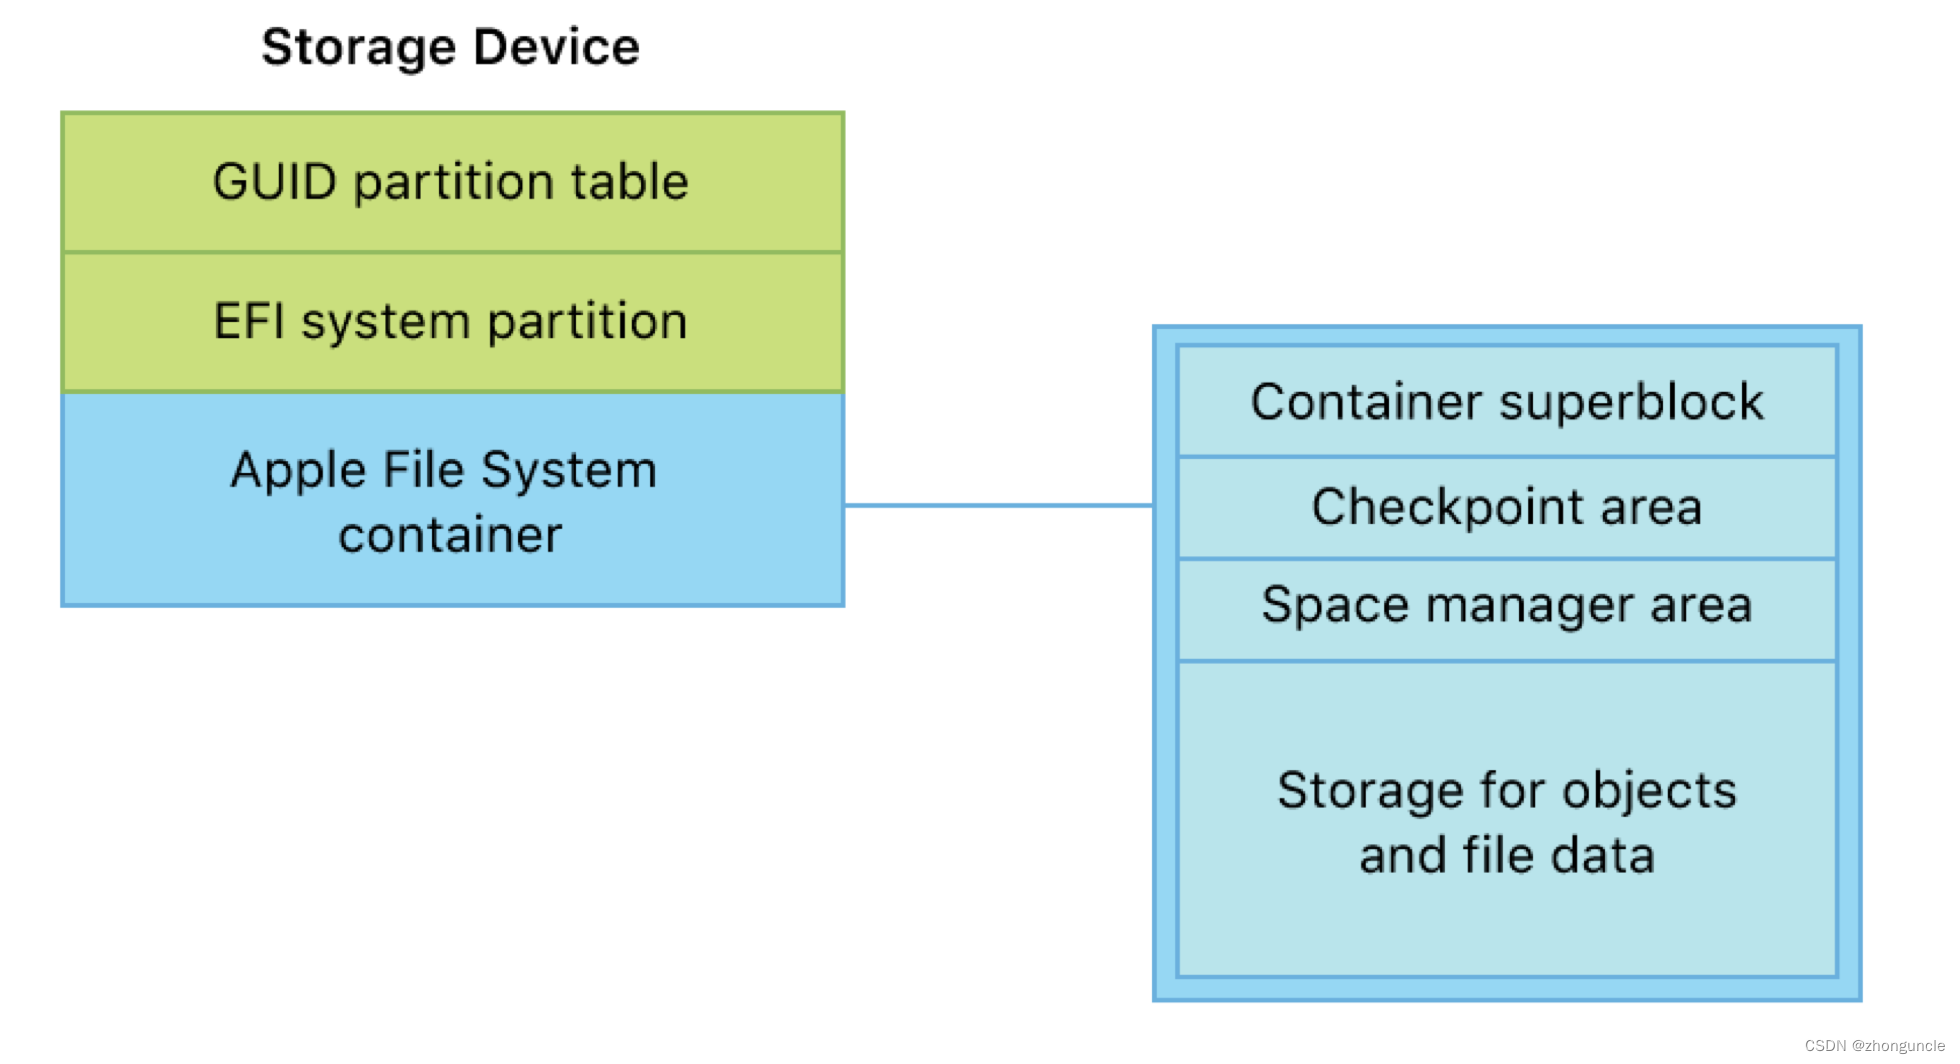 Storage Device
GUID partition table
EFI system partition
Apple File System
container
Container superblock
Checkpoint area
Space manager area
Storage for objects
and file data
CSDN @zhonguncle